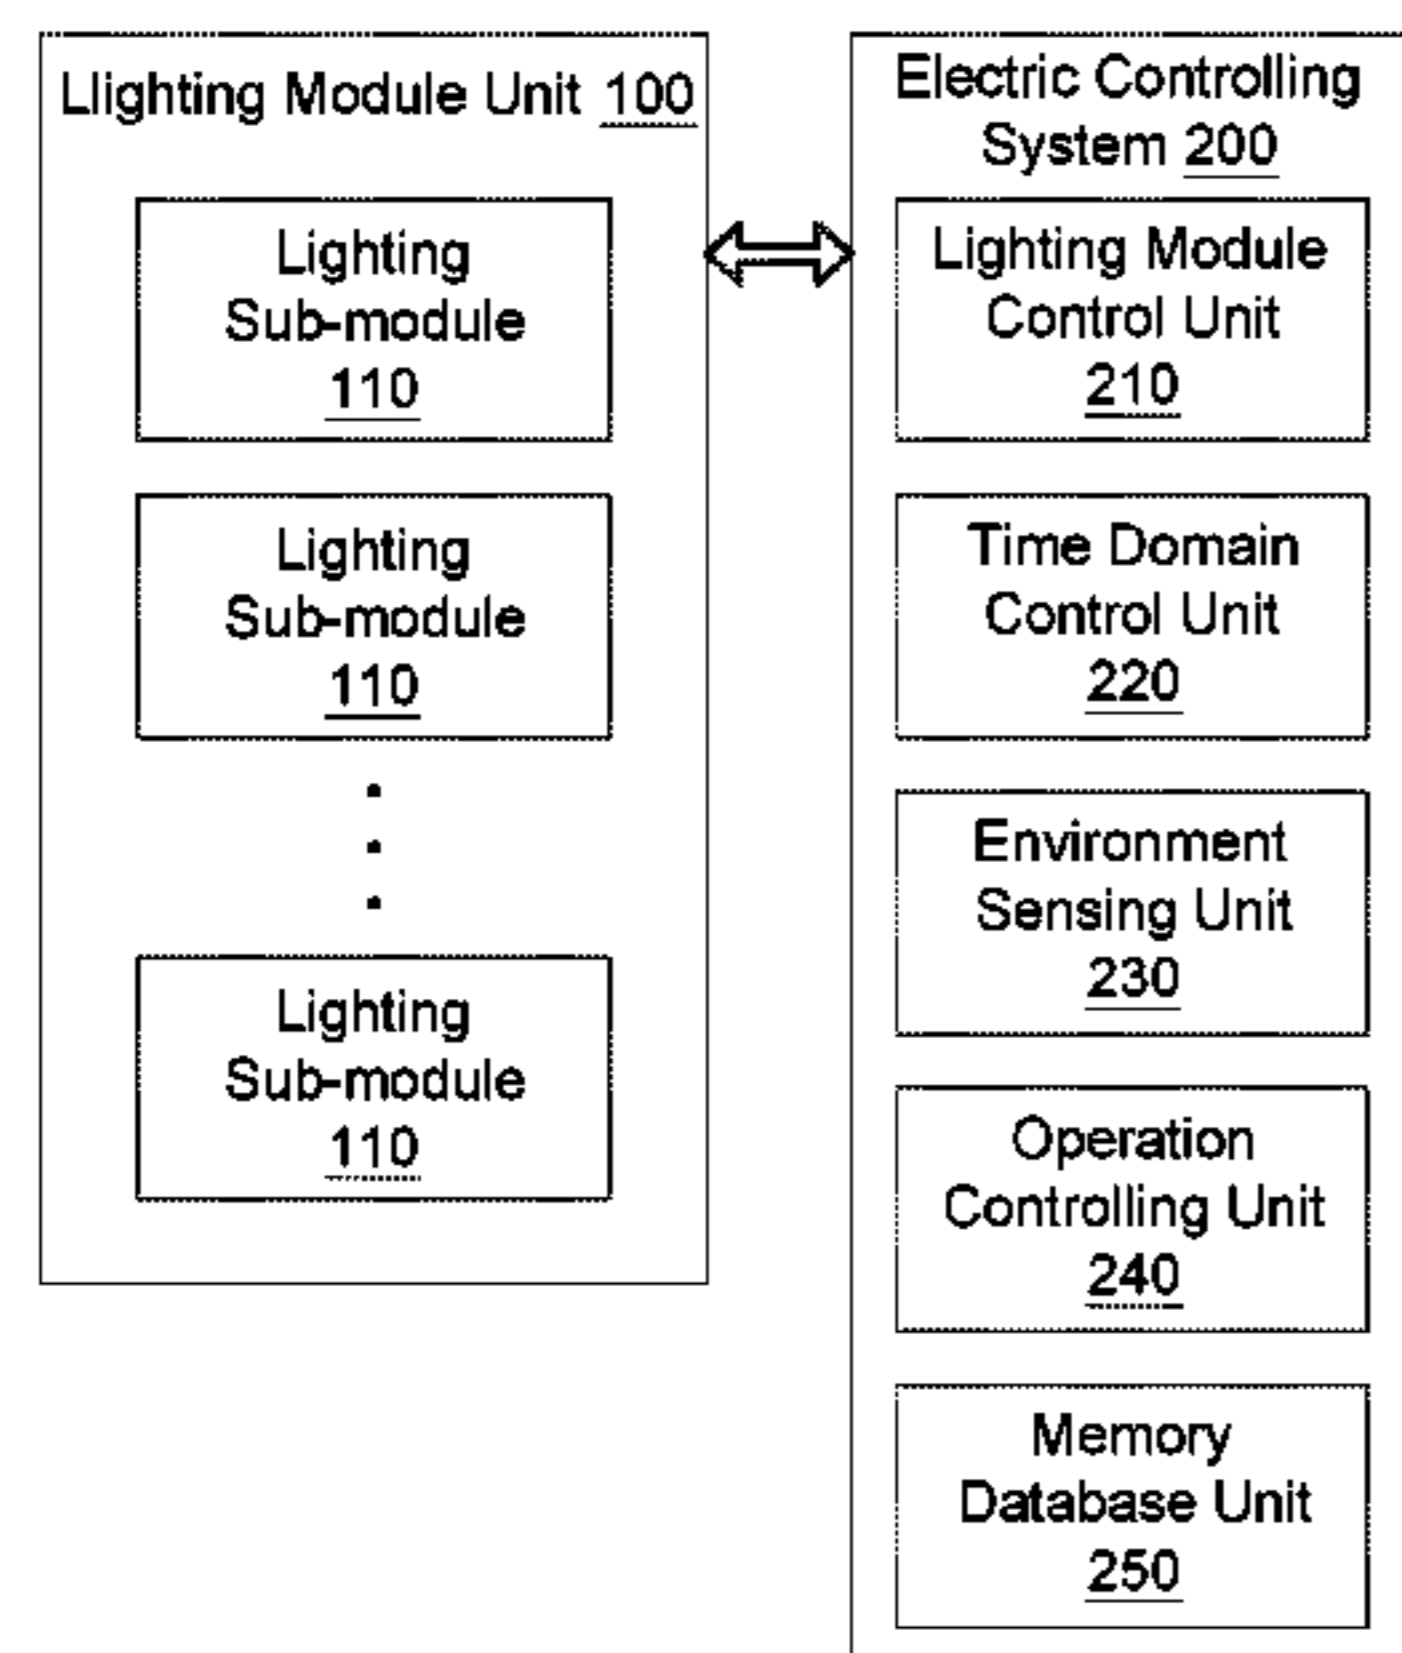 Llighting Module Unit 100
Lighting
Sub-module
110
Lighting
Sub-module
110
Lighting
Sub-module
110
Electric Controlling
System 200
Lighting Module
Control Unit
210
Time Domain
Control Unit
220
Environment
Sensing Unit
230
Operation
Controlling Unit
240
Memory
Database Unit
250